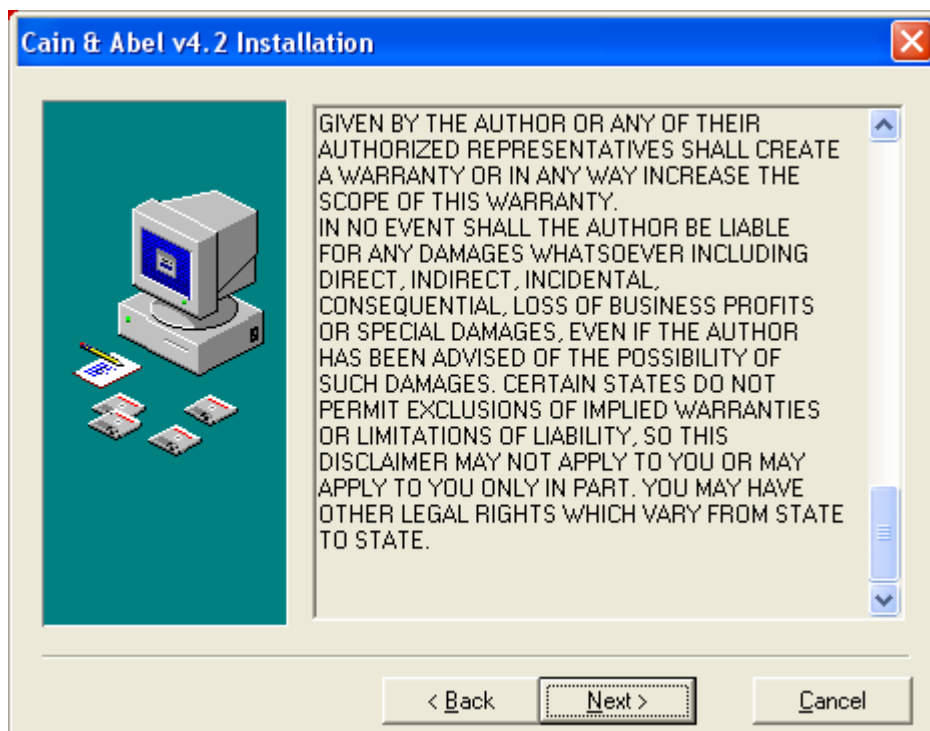 Cain & Abel v4.2 Installation
GIVEN BY THE AUTHOR OR ANY OF THEIR
AUTHORIZED REPRESENTATIVES SHALL CREATE
A WARRANTY OR IN ANY WAY INCREASE THE
SCOPE OF THIS WARRANTY.
IN NO EVENT SHALL THE AUTHOR BE LIABLE
FOR ANY DAMAGES WHATSOEVER INCLUDING
DIRECT, INDIRECT, INCIDENTAL,
CONSEQUENTIAL, LOSS OF BUSINESS PROFITS
OR SPECIAL DAMAGES, EVEN IF THE AUTHOR
HAS BEEN ADVISED OF THE POSSIBILITY OF
SUCH DAMAGES. CERTAIN STATES DO NOT
PERMIT EXCLUSIONS OF IMPLIED WARRANTIES
OR LIMITATIONS OF LIABILITY, SO THIS
DISCLAIMER MAY NOT APPLY TO YOU OR MAY
APPLY TO YOU ONLY IN PART. YOU MAY HAVE
OTHER LEGAL RIGHTS WHICH VARY FROM STATE
TO STATE.
< Back Next > Cancel